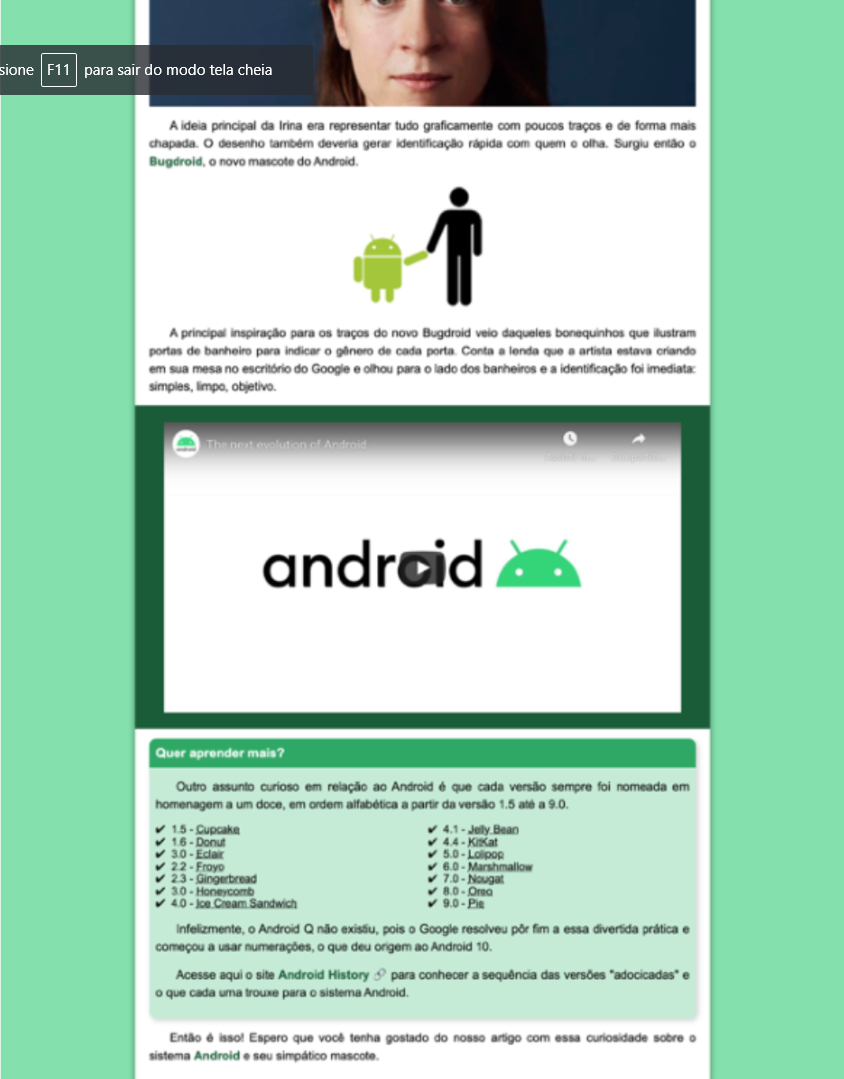 sione F11 para sair do modo tela cheia
A ideia principal da Irina era representar tudo graficamente com poucos traços e de forma mais
chapada. O desenho também deveria gerar identificação rápida com quem o olha. Surgiu então o
Bugdroid, o novo mascote do Android.
A principal inspiração para os traços do novo Bugdroid veio daqueles bonequinhos que ilustram
portas de banheiro para indicar o gênero de cada porta. Conta a lenda que a artista estava criando
em sua mesa no escritório do Google e olhou para o lado dos banheiros e a identificação foi imediata:
simples, limpo, objetivo.
android
The next evolution of Android
android
Quer aprender mais?
Outro assunto curioso em relação ao Android é que cada versão sempre foi nomeada em
homenagem a um doce, em ordem alfabética a partir da versão 1.5 até a 9.0.
✔ 1.5 - Cupcake
✔ 1.6 - Donut
✔ 3.0 - Eclair
✔ 2.2 - Froyo
✔ 2.3 - Gingerbread
✔ 3.0 - Honeycomb
✔ 4.0 - Ice Cream Sandwich
✔ 4.1 - Jelly Bean
✔ 4.4 - KitKat
✔ 5.0 - Lolipop
✔ 6.0 - Marshmallow
✔ 7.0 - Nougat
✔ 8.0 - Oreo
✔ 9.0 - Pie
Infelizmente, o Android Q não existiu, pois o Google resolveu pôr fim a essa divertida prática e
começou a usar numerações, o que deu origem ao Android 10.
Acesse aqui o site Android History 🔗 para conhecer a sequência das versões "adocicadas" e
o que cada uma trouxe para o sistema Android.
Então é isso! Espero que você tenha gostado do nosso artigo com essa curiosidade sobre o
sistema Android e seu simpático mascote.